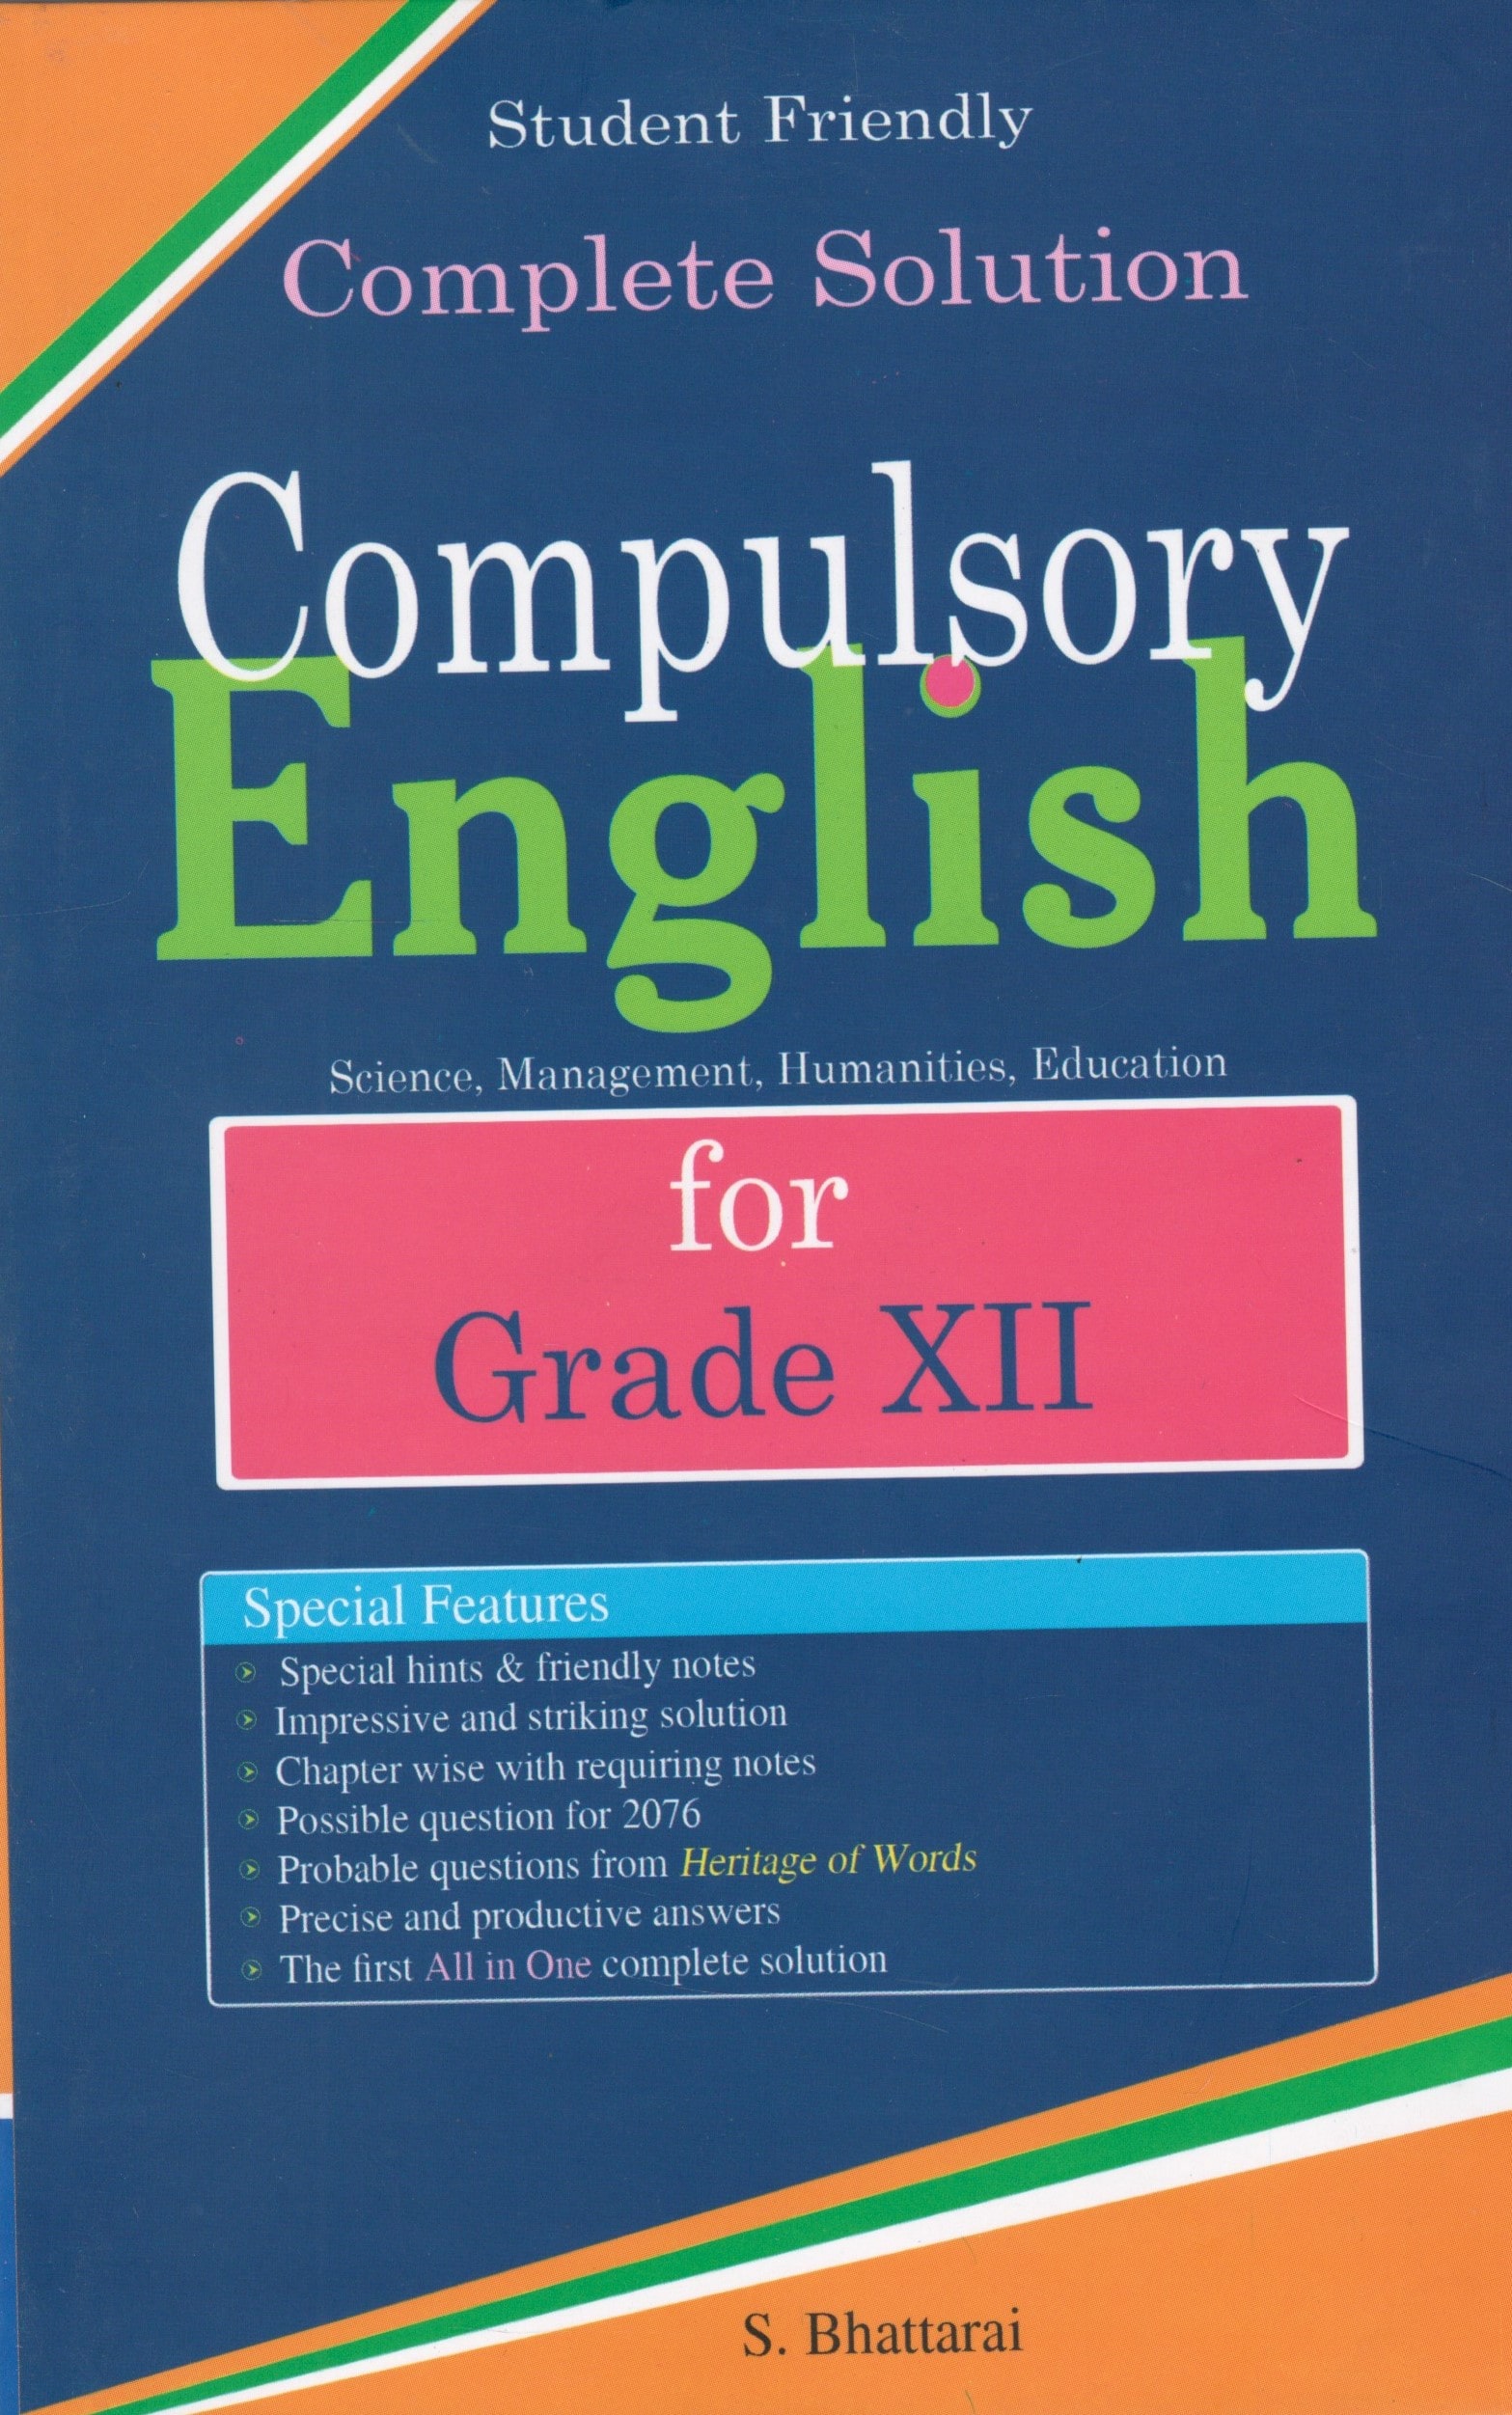 Student Friendly
Complete Solution
Compulsory
English
Science, Management, Humanities, Education
for
Grade XII
Special Features
Special hints & friendly notes
Impressive and striking solution
Chapter wise with requiring notes
Possible question for 2076
Probable questions from Heritage of Words
Precise and productive answers
The first All in One complete solution
S. Bhattarai